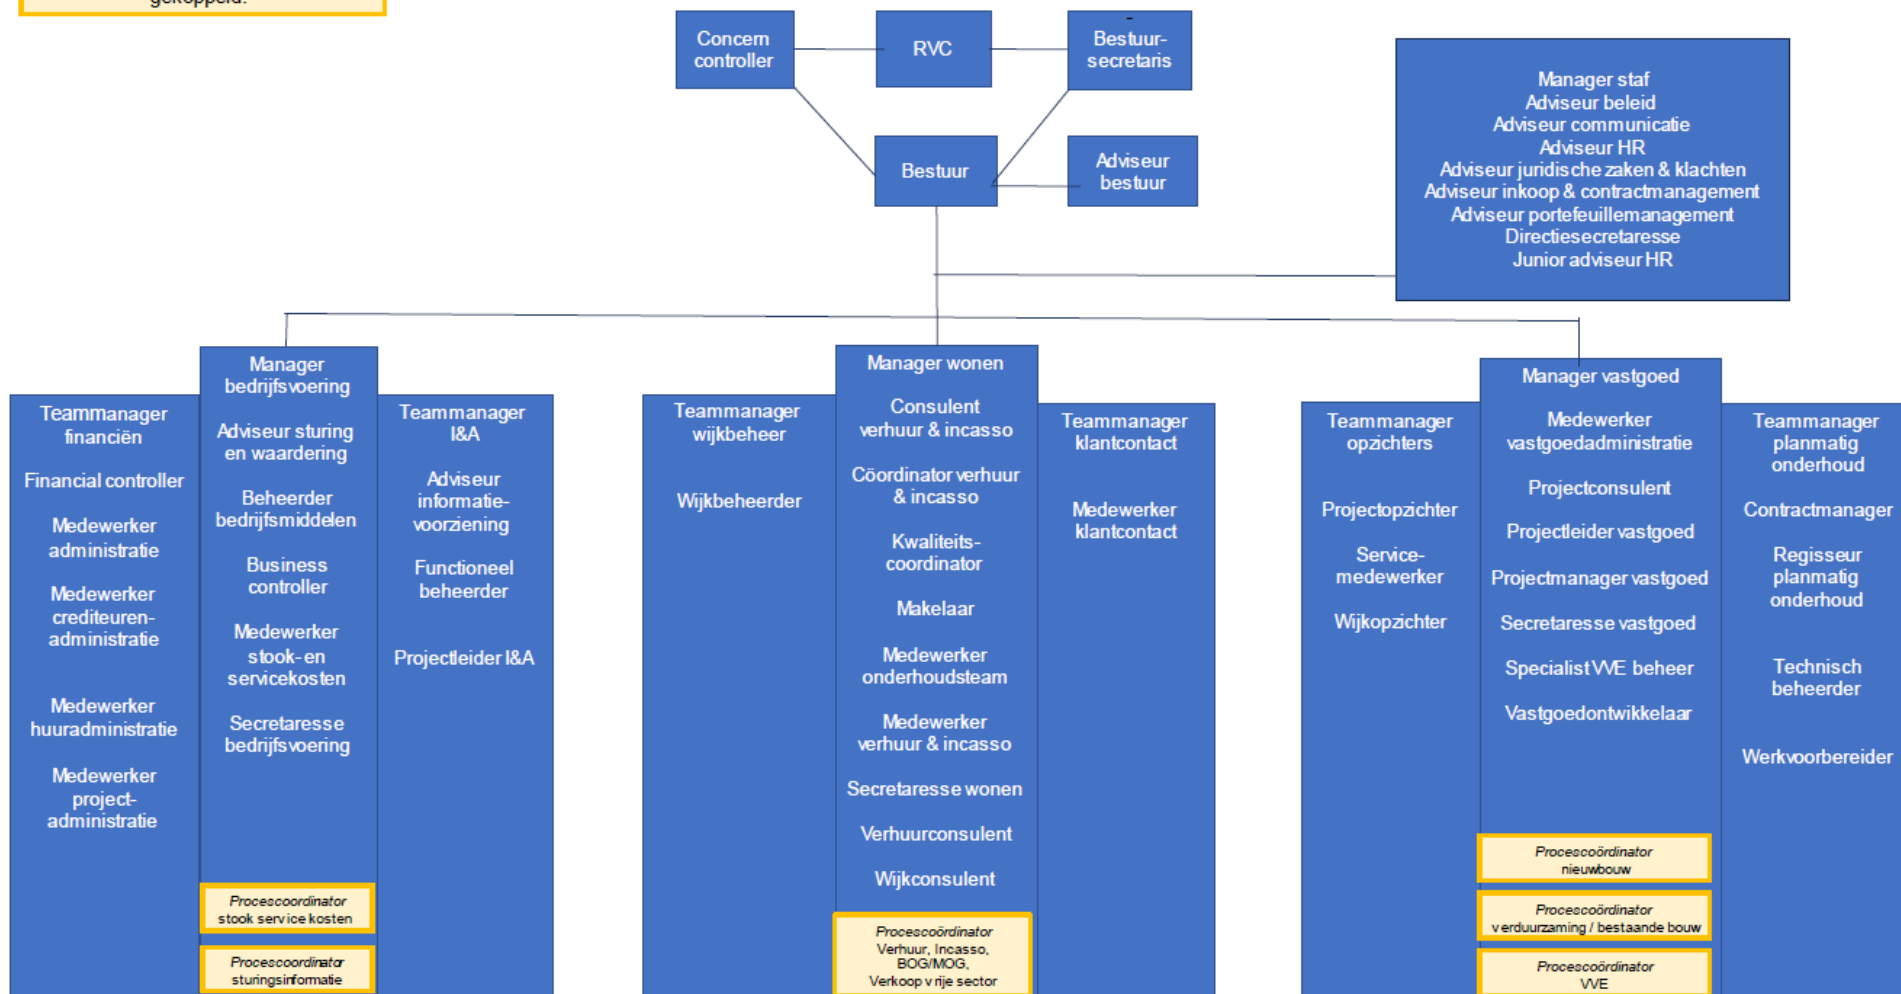 gekoppeld.
Concern
controller
RVC
-
Bestuur-
secretaris
Bestuur
Adviseur
bestuur
Manager staf
Adviseur beleid
Adviseur communicatie
Adviseur HR
Adviseur juridische zaken & klachten
Adviseur inkoop & contractmanagement
Adviseur portefeuillemanagement
Directiesecretaresse
Junior adviseur HR
Teammanager
financiën
Financial controller
Medewerker
administratie
Medewerker
crediteuren-
administratie
Medewerker
huuradministratie
Medewerker
project-
administratie
Manager
bedrijfsvoering
Adviseur sturing
en waardering
Beheerder
bedrijfsmiddelen
Business
controller
Medewerker
stook- en
servicekosten
Secretaresse
bedrijfsvoering
Procescoordinator
stook service kosten
Procescoordinator
sturingsinformatie
Teammanager
I&A
Adviseur
informatie-
voorziening
Functioneel
beheerder
Projectleider I&A
Teammanager
wijkbeheer
Wijkbeheerder
Manager wonen
Consulent
verhuur & incasso
Cöordinator verhuur
& incasso
Kwaliteits-
coordinator
Makelaar
Medewerker
onderhoudsteam
Medewerker
verhuur & incasso
Secretaresse wonen
Verhuurconsulent
Wijkconsulent
Procescoördinator
Verhuur, Incasso,
BOG/MOG,
Verkoop vrije sector
Teammanager
klantcontact
Medewerker
klantcontact
Teammanager
opzichters
Projectopzichter
Service-
medewerker
Wijkopzichter
Manager vastgoed
Medewerker
vastgoedadministratie
Projectconsulent
Projectleider vastgoed
Projectmanager vastgoed
Secretaresse vastgoed
Specialist VVE beheer
Vastgoedontwikkelaar
Procescoördinator
nieuwbouw
Procescoördinator
verduurzaming / bestaande bouw
Procescoördinator
VVE
Teammanager
planmatig
onderhoud
Contractmanager
Regisseur
planmatig
onderhoud
Technisch
beheerder
Werkvoorbereider